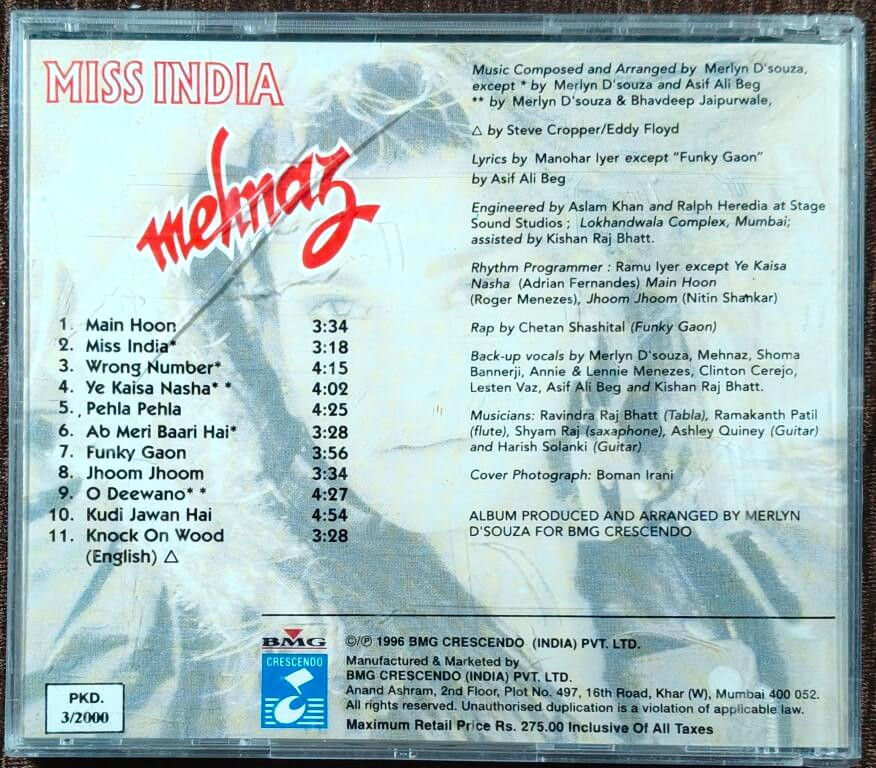 MISS INDIA
mehnaz
1. Main Hoon 3:34
2. Miss India* 3:18
3. Wrong Number* 4:15
4. Ye Kaisa Nasha* * 4:02
5. Pehla Pehla 4:25
6. Ab Meri Baari Hai* 3:28
7. Funky Gaon 3:56
8. Jhoom Jhoom 3:34
9. O Deewano* * 4:27
10. Kudi Jawan Hai 4:54
11. Knock On Wood 3:28
(English) △
Music Composed and Arranged by Merlyn D'souza,
except * by Merlyn D'souza and Asif Ali Beg
** by Merlyn D'souza & Bhavdeep Jaipurwale,
△ by Steve Cropper/Eddy Floyd
Lyrics by Manohar Iyer except "Funky Gaon"
by Asif Ali Beg
Engineered by Aslam Khan and Ralph Heredia at Stage
Sound Studios ; Lokhandwala Complex, Mumbai;
assisted by Kishan Raj Bhatt.
Rhythm Programmer : Ramu Iyer except Ye Kaisa
Nasha (Adrian Fernandes) Main Hoon
(Roger Menezes), Jhoom Jhoom (Nitin Shankar)
Rap by Chetan Shashital (Funky Gaon)
Back-up vocals by Merlyn D'souza, Mehnaz, Shoma
Bannerji, Annie & Lennie Menezes, Clinton Cerejo,
Lesten Vaz, Asif Ali Beg and Kishan Raj Bhatt.
Musicians: Ravindra Raj Bhatt (Tabla), Ramakanth Patil
(flute), Shyam Raj (saxaphone), Ashley Quiney (Guitar)
and Harish Solanki (Guitar)
Cover Photograph: Boman Irani
ALBUM PRODUCED AND ARRANGED BY MERLYN
D'SOUZA FOR BMG CRESCENDO
BMG
CRESCENDO
©/℗ 1996 BMG CRESCENDO (INDIA) PVT. LTD.
Manufactured & Marketed by
BMG CRESCENDO (INDIA) PVT. LTD.
Anand Ashram, 2nd Floor, Plot No. 497, 16th Road, Khar (W), Mumbai 400 052.
All rights reserved. Unauthorised duplication is a violation of applicable law.
Maximum Retail Price Rs. 275.00 Inclusive Of All Taxes
PKD.
3/2000